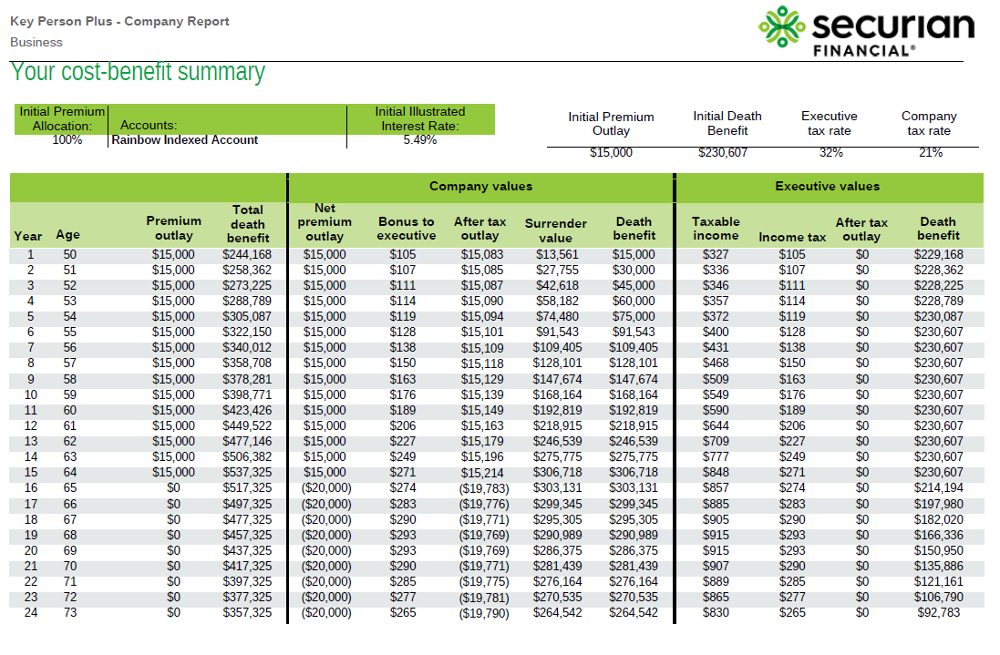 Key Person Plus - Company Report
Business
securian
FINANCIAL®
Your cost-benefit summary
Initial Premium Allocation: Accounts: Initial Illustrated Interest Rate:
100% Rainbow Indexed Account 5.49%
Initial Premium Outlay Initial Death Benefit Executive tax rate Company tax rate
$15,000 $230,607 32% 21%
Company values Executive values
Year Age Premium outlay Total death benefit Net premium outlay Bonus to executive After tax outlay Surrender value Death benefit Taxable income Income tax After tax outlay Death benefit
1 50 $15,000 $244,168 $15,000 $105 $15,083 $13,561 $15,000 $327 $105 $0 $229,168
2 51 $15,000 $258,362 $15,000 $107 $15,085 $27,755 $30,000 $336 $107 $0 $228,362
3 52 $15,000 $273,225 $15,000 $111 $15,087 $42,618 $45,000 $346 $111 $0 $228,225
4 53 $15,000 $288,789 $15,000 $114 $15,090 $58,182 $60,000 $357 $114 $0 $228,789
5 54 $15,000 $305,087 $15,000 $119 $15,094 $74,480 $75,000 $372 $119 $0 $230,087
6 55 $15,000 $322,150 $15,000 $128 $15,101 $91,543 $91,543 $400 $128 $0 $230,607
7 56 $15,000 $340,012 $15,000 $138 $15,109 $109,405 $109,405 $431 $138 $0 $230,607
8 57 $15,000 $358,708 $15,000 $150 $15,118 $128,101 $128,101 $468 $150 $0 $230,607
9 58 $15,000 $378,281 $15,000 $163 $15,129 $147,674 $147,674 $509 $163 $0 $230,607
10 59 $15,000 $398,771 $15,000 $176 $15,139 $168,164 $168,164 $549 $176 $0 $230,607
11 60 $15,000 $423,426 $15,000 $189 $15,149 $192,819 $192,819 $590 $189 $0 $230,607
12 61 $15,000 $449,522 $15,000 $206 $15,163 $218,915 $218,915 $644 $206 $0 $230,607
13 62 $15,000 $477,146 $15,000 $227 $15,179 $246,539 $246,539 $709 $227 $0 $230,607
14 63 $15,000 $506,382 $15,000 $249 $15,196 $275,775 $275,775 $777 $249 $0 $230,607
15 64 $15,000 $537,325 $15,000 $271 $15,214 $306,718 $306,718 $848 $271 $0 $230,607
16 65 $0 $517,325 ($20,000) $274 ($19,783) $303,131 $303,131 $857 $274 $0 $214,194
17 66 $0 $497,325 ($20,000) $283 ($19,776) $299,345 $299,345 $885 $283 $0 $197,980
18 67 $0 $477,325 ($20,000) $290 ($19,771) $295,305 $295,305 $905 $290 $0 $182,020
19 68 $0 $457,325 ($20,000) $293 ($19,769) $290,989 $290,989 $915 $293 $0 $166,336
20 69 $0 $437,325 ($20,000) $293 ($19,769) $286,375 $286,375 $915 $293 $0 $150,950
21 70 $0 $417,325 ($20,000) $290 ($19,771) $281,439 $281,439 $907 $290 $0 $135,886
22 71 $0 $397,325 ($20,000) $285 ($19,775) $276,164 $276,164 $889 $285 $0 $121,161
23 72 $0 $377,325 ($20,000) $277 ($19,781) $270,535 $270,535 $865 $277 $0 $106,790
24 73 $0 $357,325 ($20,000) $265 ($19,790) $264,542 $264,542 $830 $265 $0 $92,783